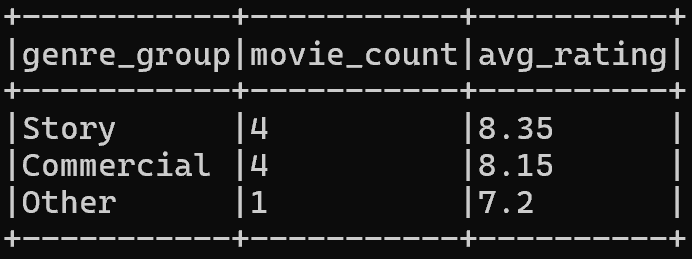 +-----------+-----------+----------+
|genre_group|movie_count|avg_rating|
+-----------+-----------+----------+
|Story      |4          |8.35      |
|Commercial |4          |8.15      |
|Other      |1          |7.2       |
+-----------+-----------+----------+